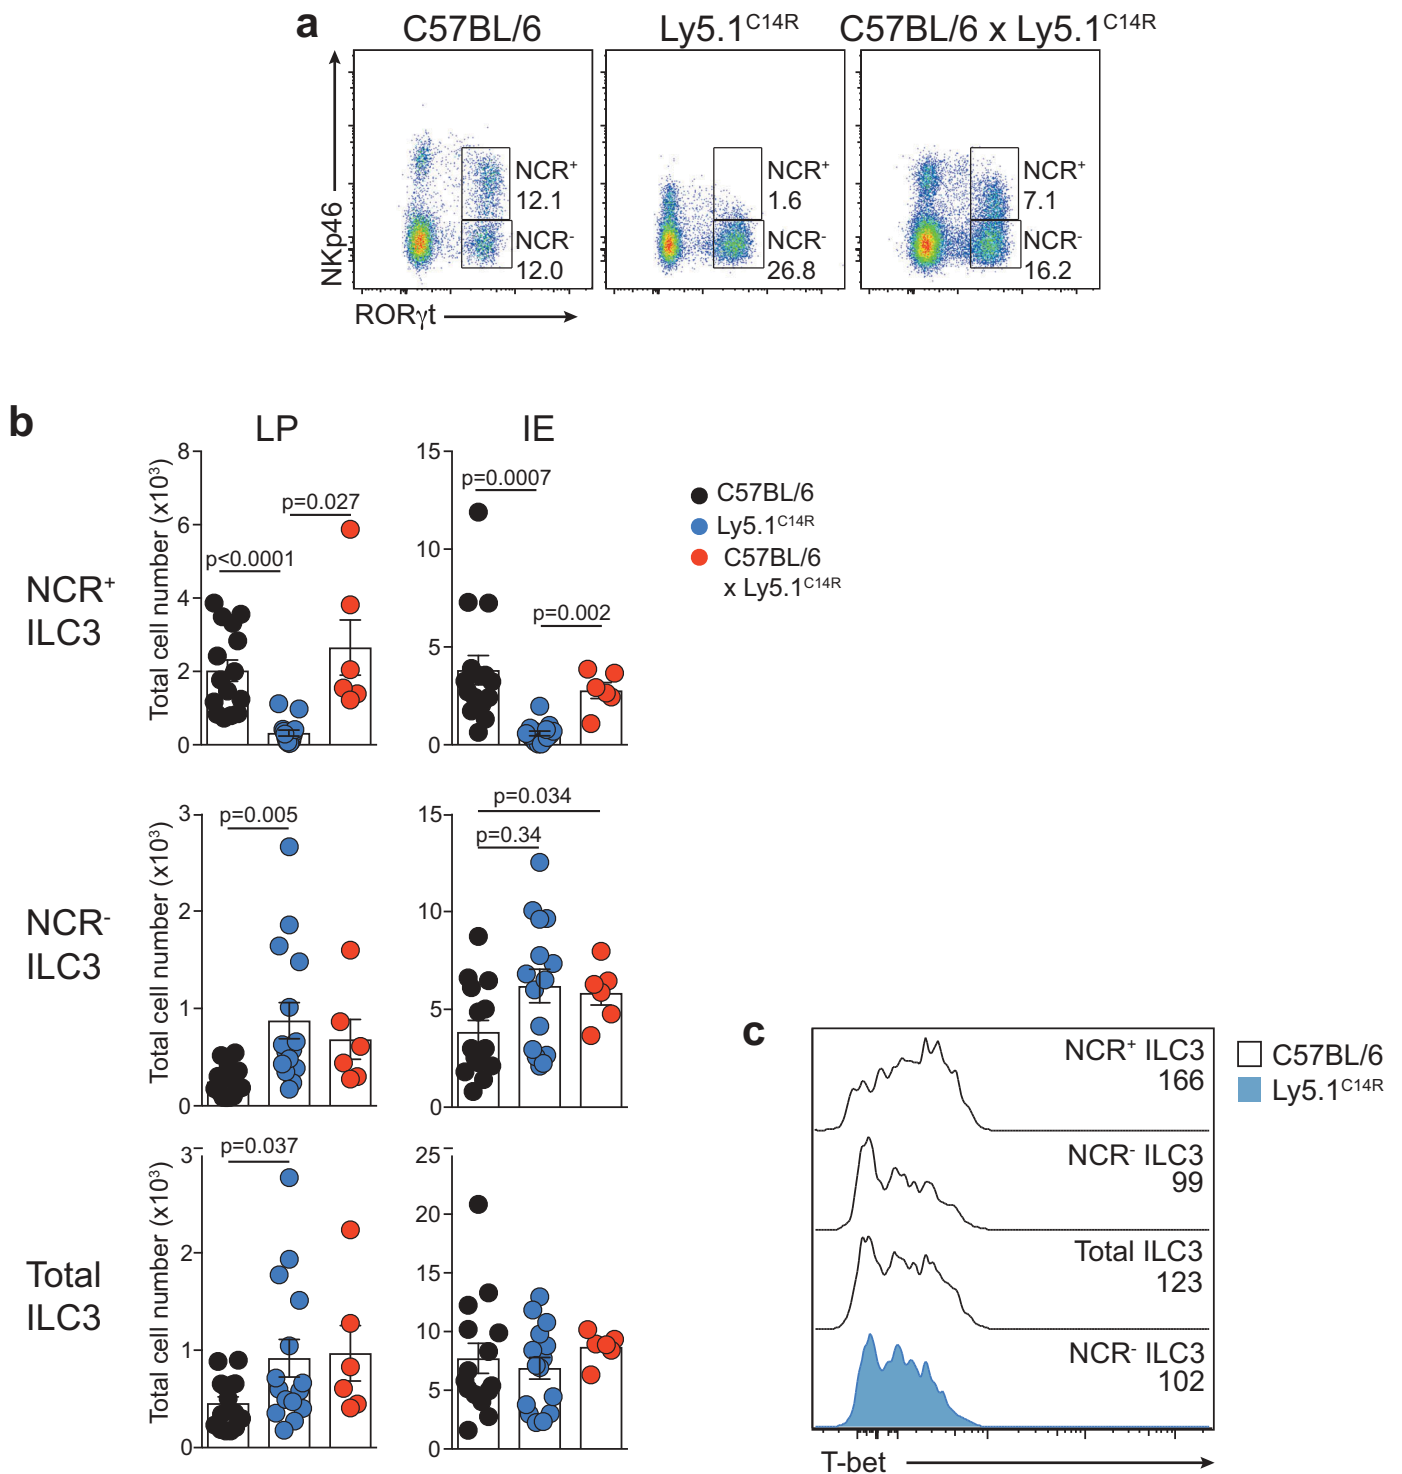 a
C57BL/6
Ly5.1C14R
C57BL/6 x Ly5.1C14R
NKp46
NCR+
12.1
NCR-
12.0
NCR+
1.6
NCR-
26.8
NCR+
7.1
NCR-
16.2
RORγt
b
LP
IE
NCR+
ILC3
Total cell number (x10³)
8
6
4
2
0
p<0.0001
p=0.027
15
10
5
0
p=0.0007
p=0.002
C57BL/6
Ly5.1C14R
C57BL/6
x Ly5.1C14R
NCR-
ILC3
Total cell number (x10³)
3
2
1
0
p=0.005
15
10
5
0
p=0.034
p=0.34
Total
ILC3
Total cell number (x10³)
3
2
1
0
p=0.037
25
20
15
10
5
0
c
NCR+ ILC3
166
NCR- ILC3
99
Total ILC3
123
NCR- ILC3
102
T-bet
C57BL/6
Ly5.1C14R